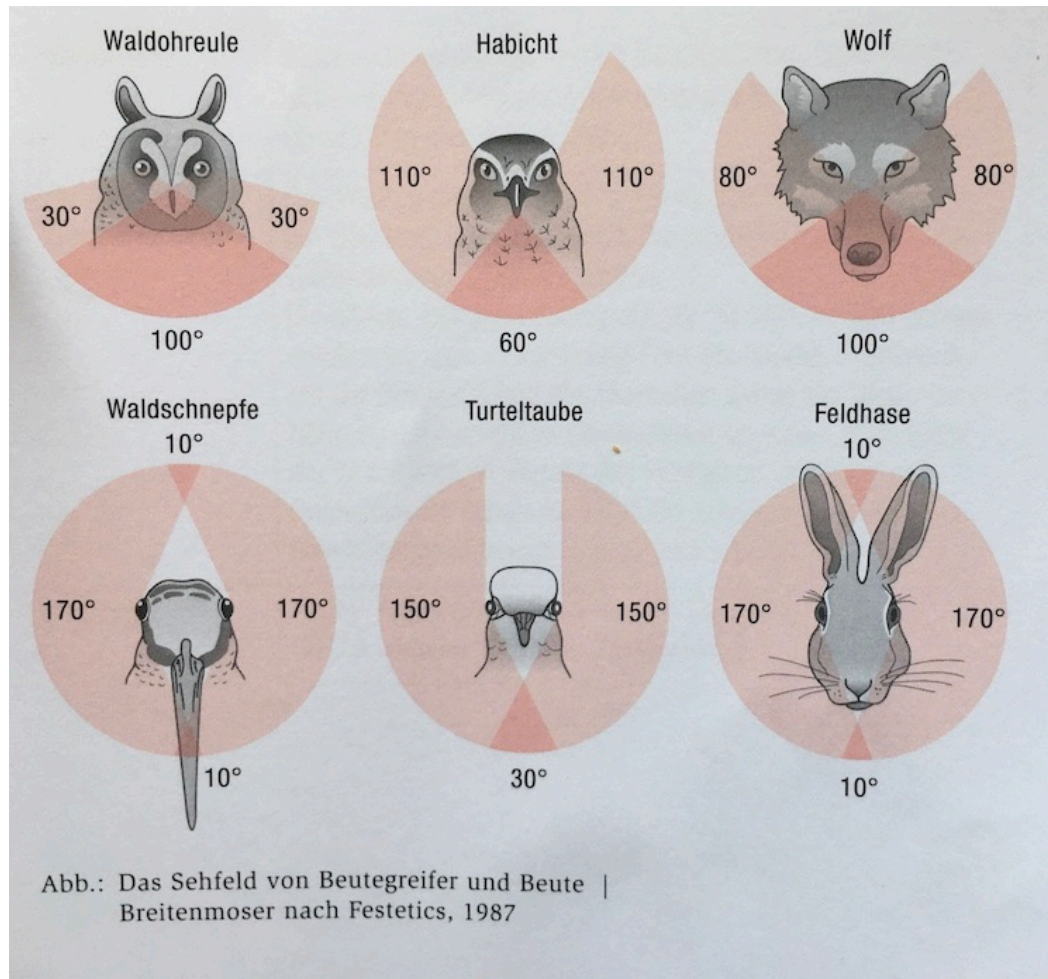 Waldohreule
Habicht
Wolf
30°
30°
100°
110°
110°
60°
80°
80°
100°
Waldschnepfe
10°
170°
170°
10°
Turteltaube
150°
150°
30°
Feldhase
10°
170°
170°
10°
Abb.: Das Sehfeld von Beutegreifer und Beute |
Breitenmoser nach Festetics, 1987